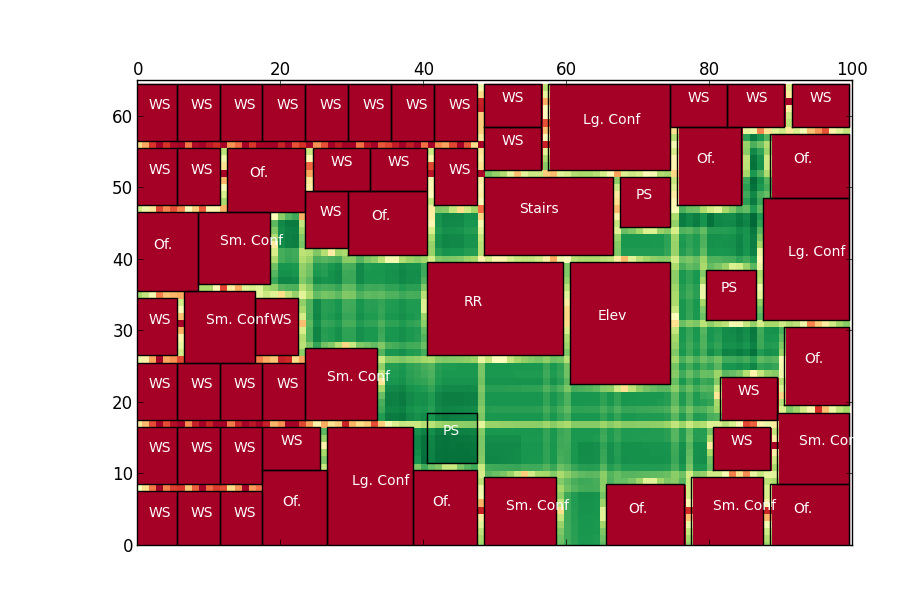 0 20 40 60 80 100
60 50 40 30 20 10 0
WS WS WS WS WS WS WS WS WS Lg. Conf WS WS WS
WS
WS WS Of. WS WS WS Of. Of.
WS Of. Stairs PS
Of. Sm. Conf Lg. Conf
WS Sm. Conf WS RR Elev PS
WS WS WS WS Sm. Conf WS Of.
WS WS WS WS PS WS Sm. Con
Of. Lg. Conf Of.
WS WS WS Sm. Conf Of. Sm. Conf Of.